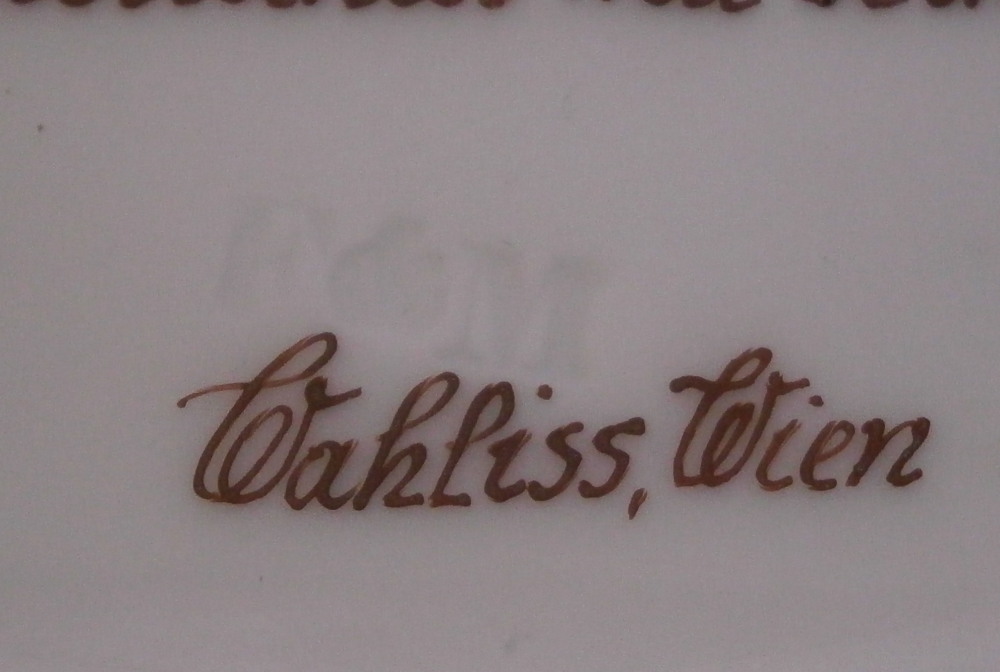 F & M
Wahliss, Wien